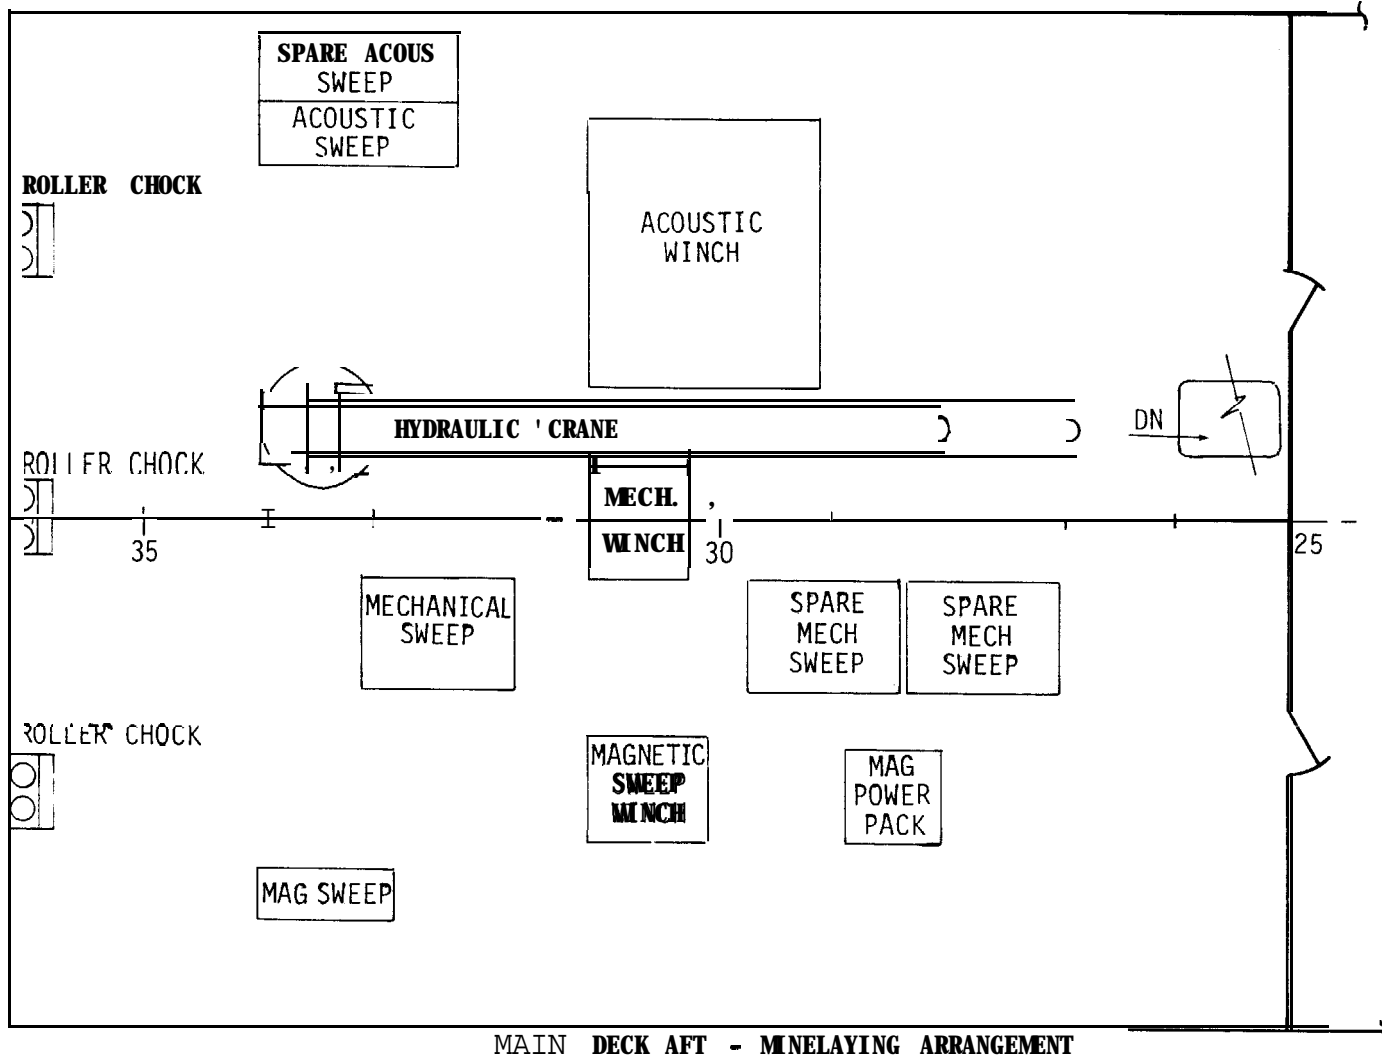 SPARE ACOUS
SWEEP
ACOUSTIC
SWEEP
ROLLER CHOCK
ACOUSTIC
WINCH
HYDRAULIC ' CRANE
DN
ROLLER CHOCK
MECH. ,
WINCH
35
30
25
MECHANICAL
SWEEP
SPARE
MECH
SWEEP
SPARE
MECH
SWEEP
ROLLER CHOCK
MAGNETIC
SWEEP
WINCH
MAG
POWER
PACK
MAG SWEEP
MAIN DECK AFT - MINELAYING ARRANGEMENT